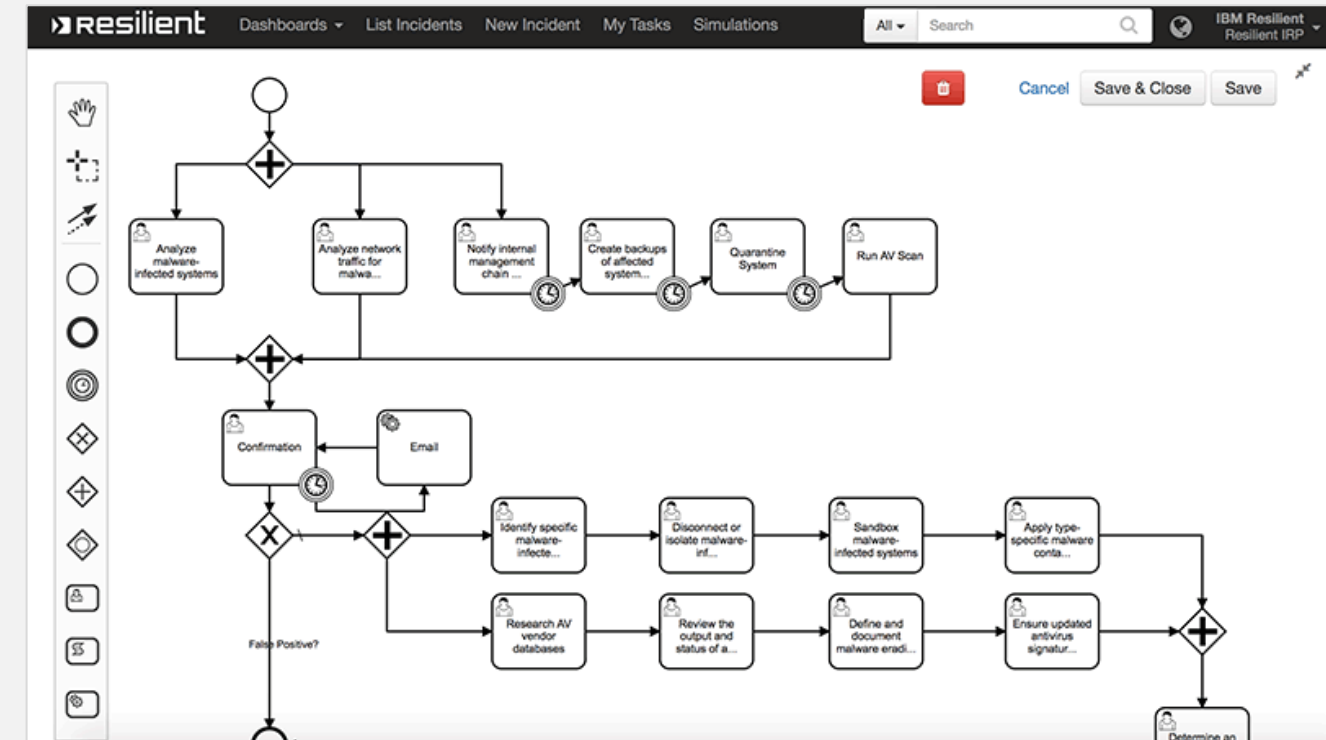 Resilient
Dashboards
List Incidents
New Incident
My Tasks
Simulations
All
Search
IBM Resilient
Resilient IRP
Cancel
Save & Close
Save
Analyze
malware-
infected systems
Analyze network
traffic for
malwa...
Notify internal
management
chain ...
Create backups
of affected
system...
Quarantine
System
Run AV Scan
Confirmation
Email
Identify specific
malware-
infecte...
Disconnect or
isolate malware-
inf...
Sandbox
malware-
infected systems
Apply type-
specific malware
conta...
Research AV
vendor
databases
Review the
output and
status of a...
Define and
document
malware eradi...
Ensure updated
antivirus
signatur...
False Positive?
Determine an